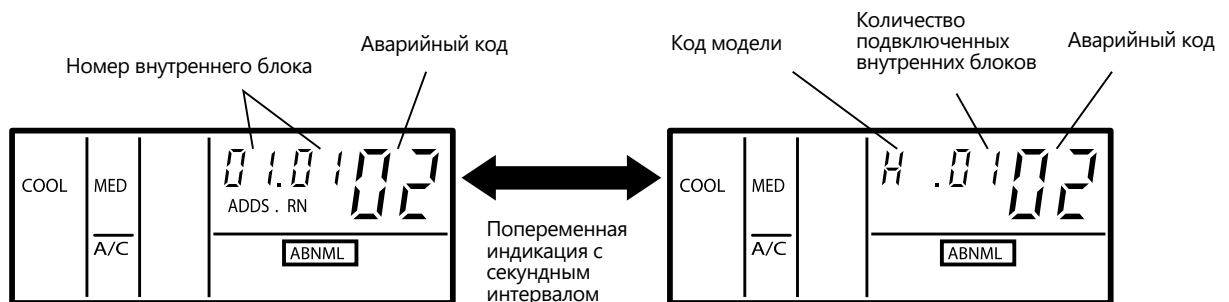 Номер внутреннего блока
Аварийный код
COOL
MED
A/C
01.01 02
ADDS . RN
ABNML
Попеременная
индикация с
секундным
интервалом
Код модели
Количество
подключенных
внутренних блоков
Аварийный код
COOL
MED
A/C
H .01 02
ABNML